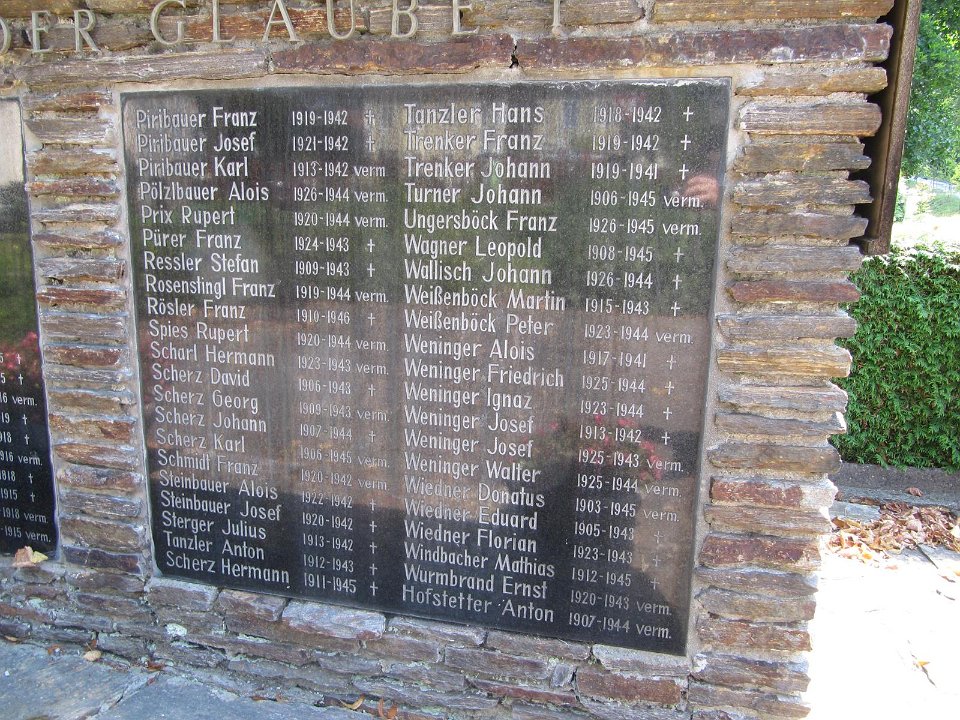 DER GLAUBE
Piribauer Franz 1919-1942 †
Piribauer Josef 1921-1942 †
Piribauer Karl 1913-1942 verm.
Pölzlbauer Alois 1926-1944 verm.
Prix Rupert 1920-1944 verm.
Pürer Franz 1924-1943 †
Ressler Stefan 1909-1943 †
Rosenstingl Franz 1919-1944 verm.
Rösler Franz 1910-1946 †
Spies Rupert 1920-1944 verm.
Scharl Hermann 1923-1943 verm.
Scherz David 1906-1943 †
Scherz Georg 1909-1943 verm.
Scherz Johann 1907-1944 †
Scherz Karl 1906-1945 verm.
Schmidt Franz 1920-1942 verm.
Steinbauer Alois 1922-1942 †
Steinbauer Josef 1920-1942 †
Sterger Julius 1913-1942 †
Tanzler Anton 1912-1943 †
Scherz Hermann 1911-1945 †
Tanzler Hans 1918-1942 †
Trenker Franz 1919-1942 †
Trenker Johann 1919-1941 †
Turner Johann 1906-1945 verm.
Ungersböck Franz 1926-1945 verm.
Wagner Leopold 1908-1945 †
Wallisch Johann 1926-1944 †
Weißenböck Martin 1915-1943 †
Weißenböck Peter 1923-1944 verm.
Weninger Alois 1917-1941 †
Weninger Friedrich 1925-1944 †
Weninger Ignaz 1923-1944 †
Weninger Josef 1913-1942 †
Weninger Josef 1925-1943 verm.
Weninger Walter 1925-1944 verm.
Wiedner Donatus 1903-1945 verm.
Wiedner Eduard 1905-1943 †
Wiedner Florian 1923-1943 †
Windbacher Mathias 1912-1945 †
Wurmbrand Ernst 1920-1943 verm.
Hofstetter Anton 1907-1944 verm.